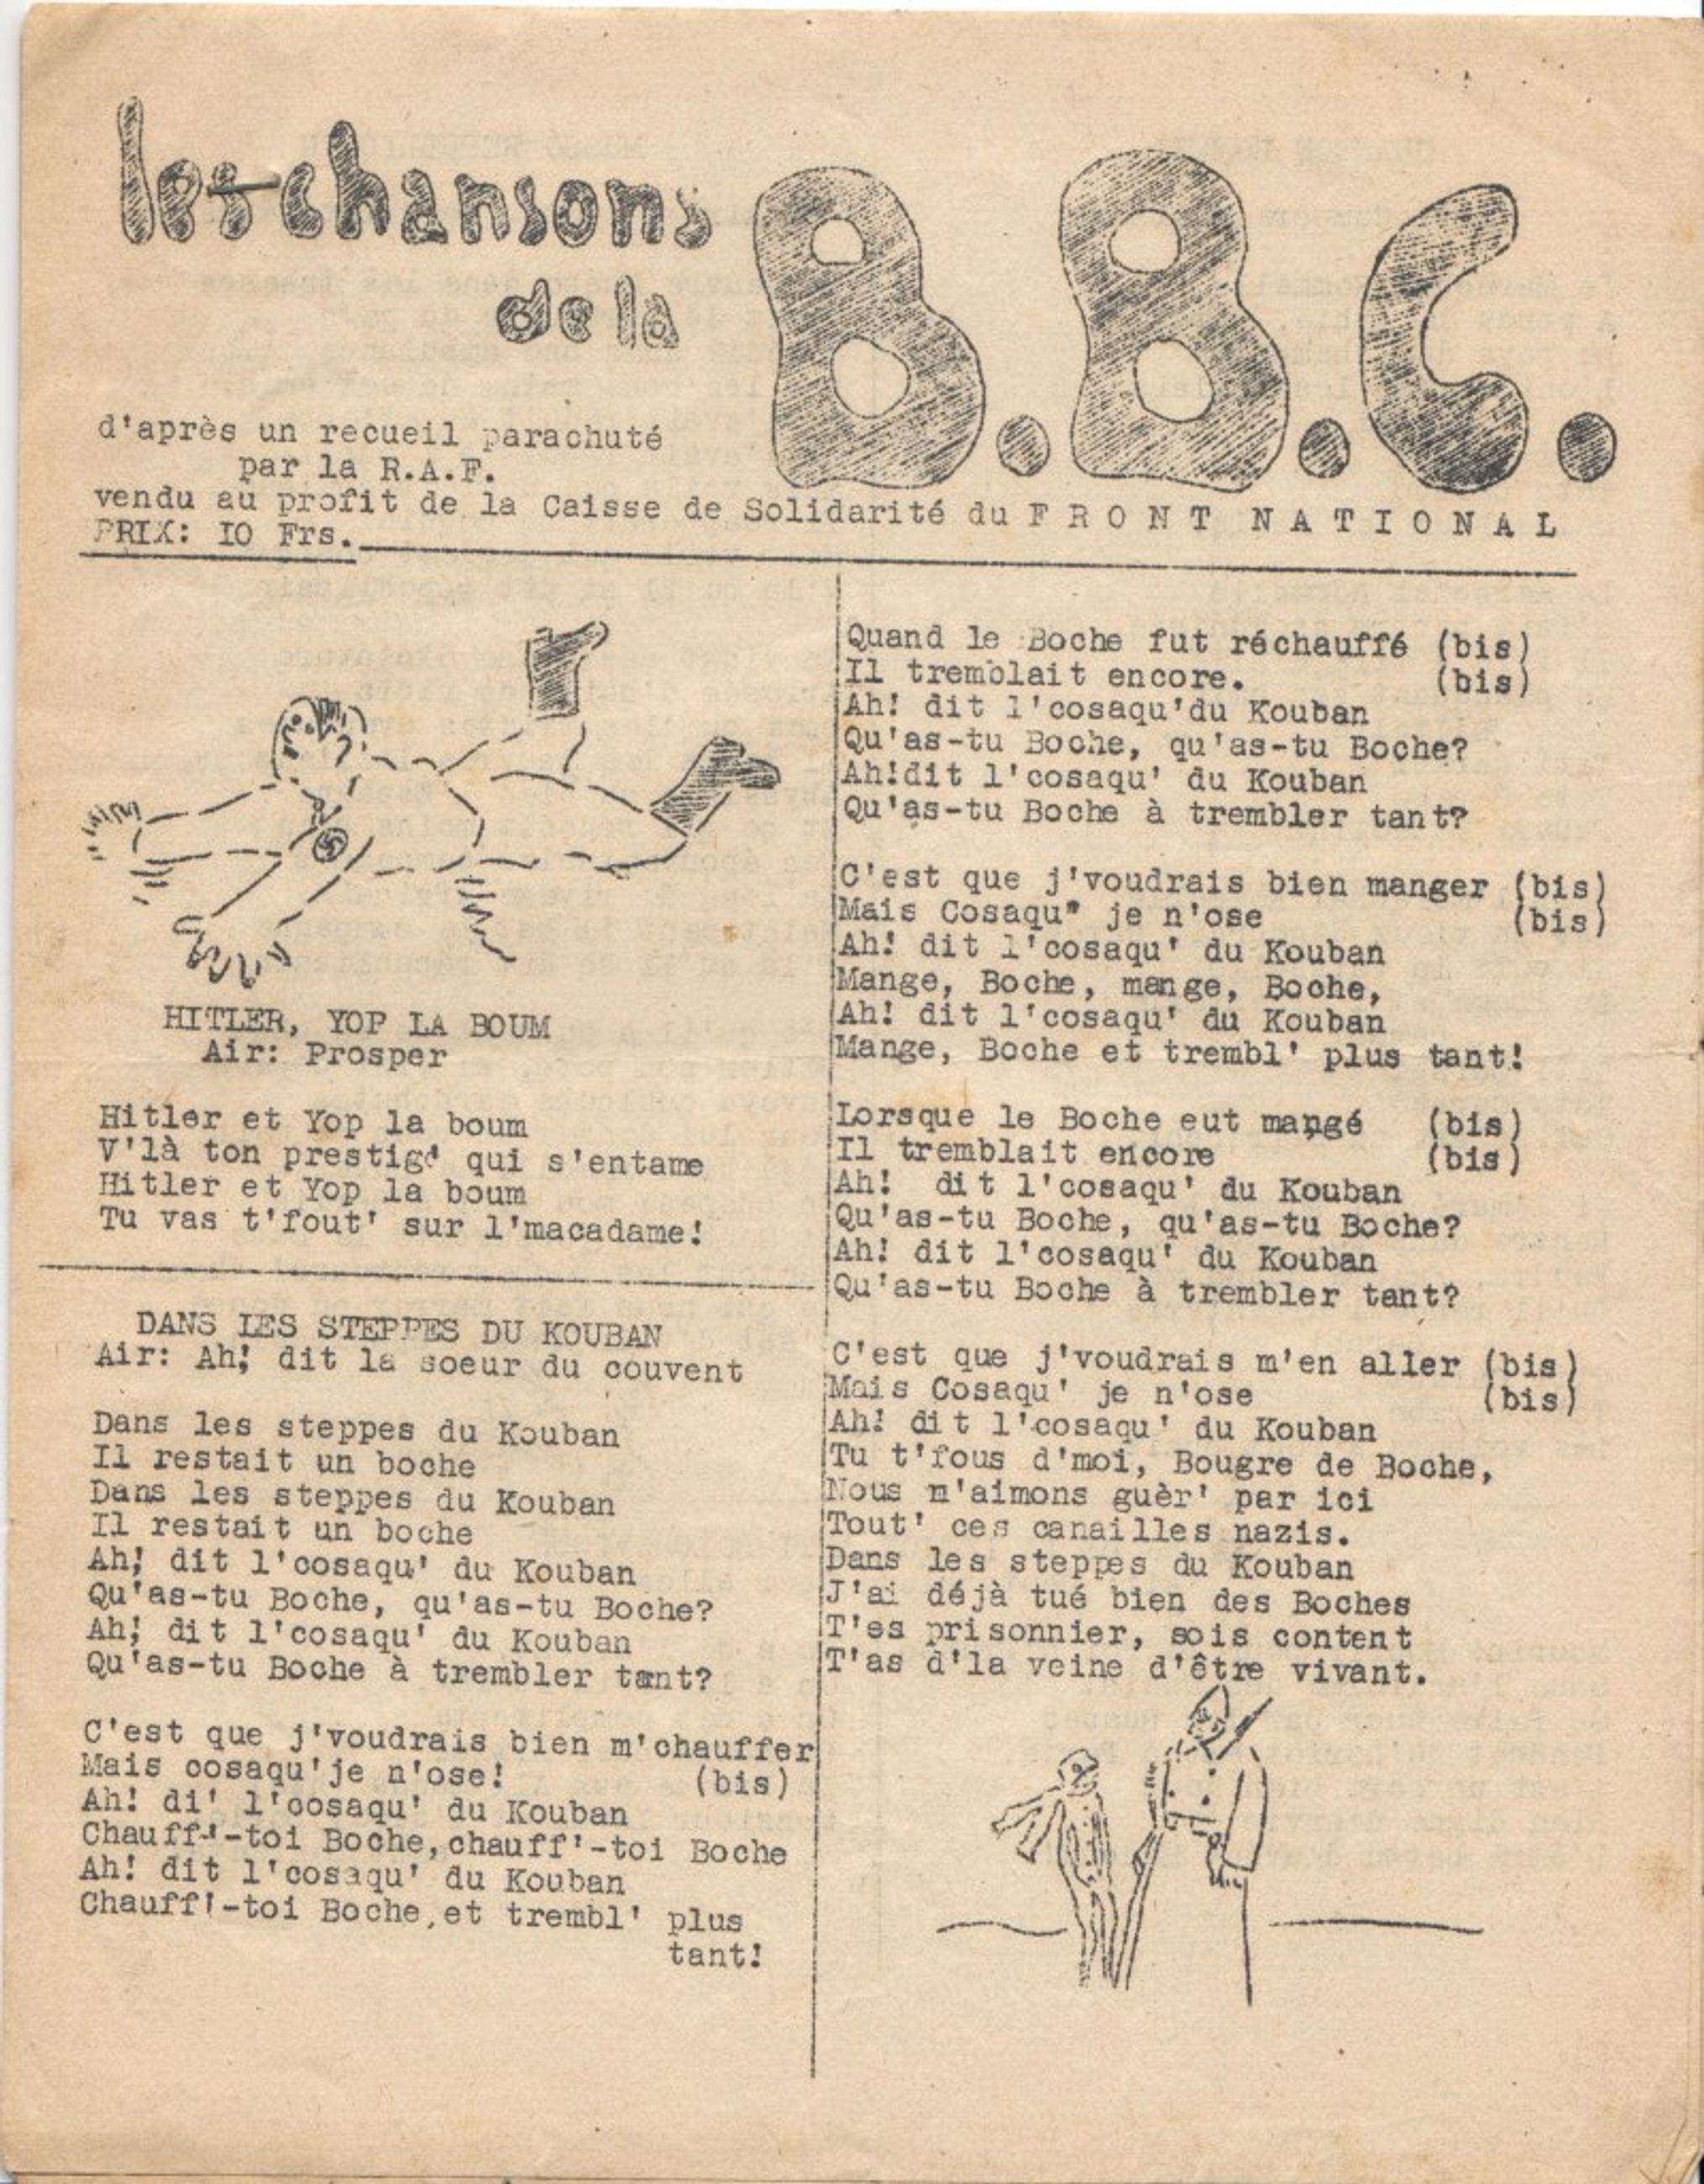 les chansons
de la
B.B.C.
d'après un recueil parachuté
par la R.A.F.
vendu au profit de la Caisse de Solidarité du FRONT NATIONAL
PRIX: IO Frs.
HITLER, YOP LA BOUM
Air: Prosper
Hitler et Yop la boum
V'là ton prestig' qui s'entame
Hitler et Yop la boum
Tu vas t'fout' sur l'macadame!
DANS LES STEPPES DU KOUBAN
Air: Ah! dit la soeur du couvent
Dans les steppes du Kouban
Il restait un boche
Dans les steppes du Kouban
Il restait un boche
Ah! dit l'cosaqu' du Kouban
Qu'as-tu Boche, qu'as-tu Boche?
Ah! dit l'cosaqu' du Kouban
Qu'as-tu Boche à trembler tant?
C'est que j'voudrais bien m'chauffer
Mais cosaqu'je n'ose! (bis)
Ah! di' l'cosaqu' du Kouban
Chauff'-toi Boche,chauff'-toi Boche
Ah! dit l'cosaqu' du Kouban
Chauff'-toi Boche,et trembl' plus
tant!
Quand le Boche fut réchauffé (bis)
Il tremblait encore. (bis)
Ah! dit l'cosaqu'du Kouban
Qu'as-tu Boche, qu'as-tu Boche?
Ah!dit l'cosaqu' du Kouban
Qu'as-tu Boche à trembler tant?
C'est que j'voudrais bien manger (bis)
Mais Cosaqu" je n'ose (bis)
Ah! dit l'cosaqu' du Kouban
Mange, Boche, mange, Boche,
Ah! dit l'cosaqu' du Kouban
Mange, Boche et trembl' plus tant!
Lorsque le Boche eut mangé (bis)
Il tremblait encore (bis)
Ah! dit l'cosaqu' du Kouban
Qu'as-tu Boche, qu'as-tu Boche?
Ah! dit l'cosaqu' du Kouban
Qu'as-tu Boche à trembler tant?
C'est que j'voudrais m'en aller (bis)
Mais Cosaqu' je n'ose (bis)
Ah! dit l'cosaqu' du Kouban
Tu t'fous d'moi, Bougre de Boche,
Nous n'aimons guèr' par ici
Tout' ces canailles nazis.
Dans les steppes du Kouban
J'ai déjà tué bien des Boches
T'es prisonnier, sois content
T'as d'la veine d'être vivant.